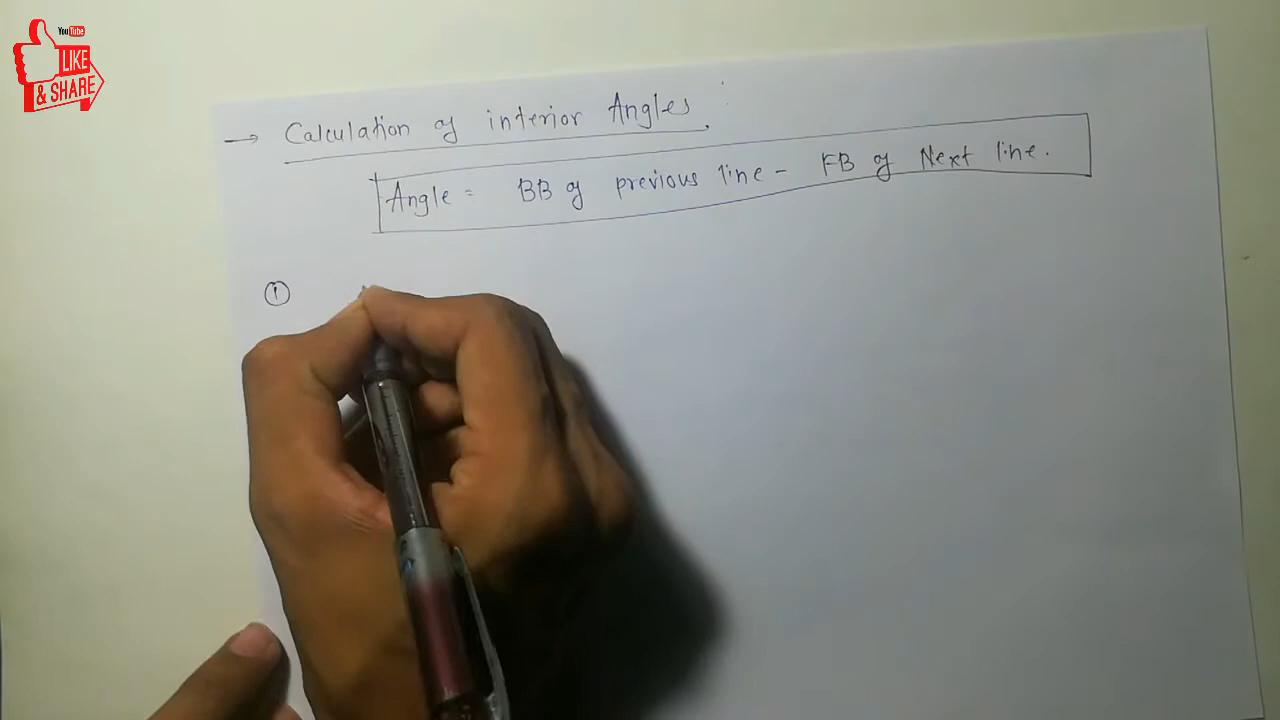 YouTube
LIKE
& SHARE
→ Calculation of interior Angles
Angle = BB of previous line - FB of Next line.
①